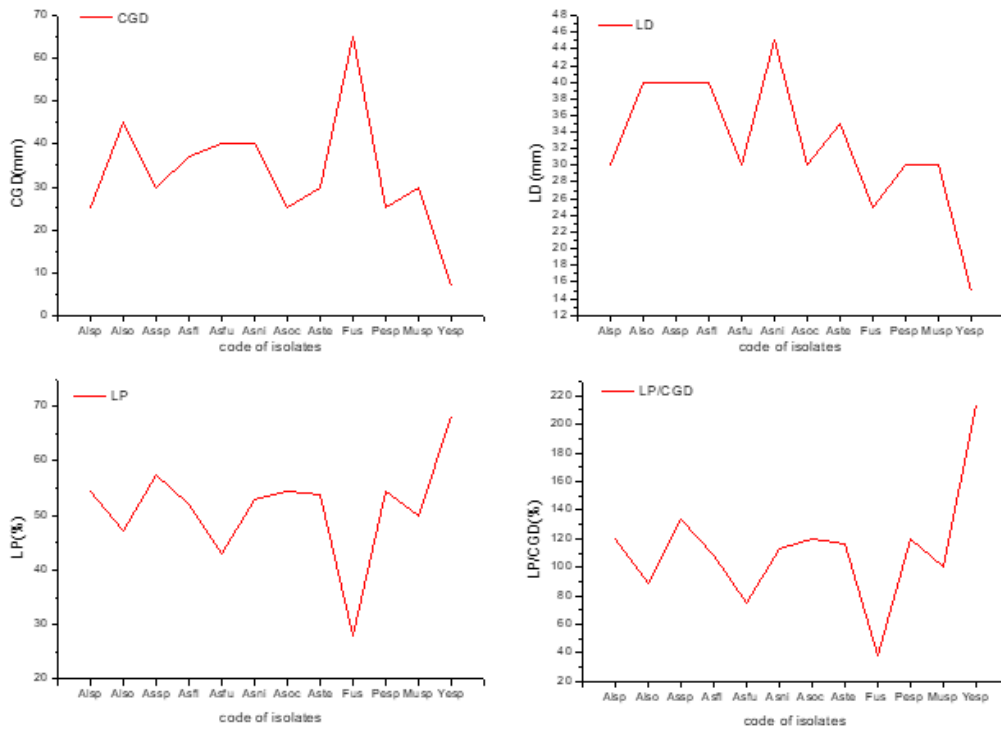 CGD
CGD(mm)
70
60
50
40
30
20
10
0
Alsp Also Assp Asfl Asfu Asni Asoc Aste Fus Pesp Musp Yesp
code of isolates
LD
LD (mm)
48
46
44
42
40
38
36
34
32
30
28
26
24
22
20
18
16
14
12
Alsp Also Assp Asfl Asfu Asni Asoc Aste Fus Pesp Musp Yesp
code of isolates
LP
LP(%)
70
60
50
40
30
20
Alsp Also Assp Asfl Asfu Asni Asoc Aste Fus Pesp Musp Yesp
code of isolates
LP/CGD
LP/CGD(%)
220
200
180
160
140
120
100
80
60
40
20
Alsp Also Assp Asfl Asfu Asni Asoc Aste Fus Pesp Musp Yesp
code of isolates